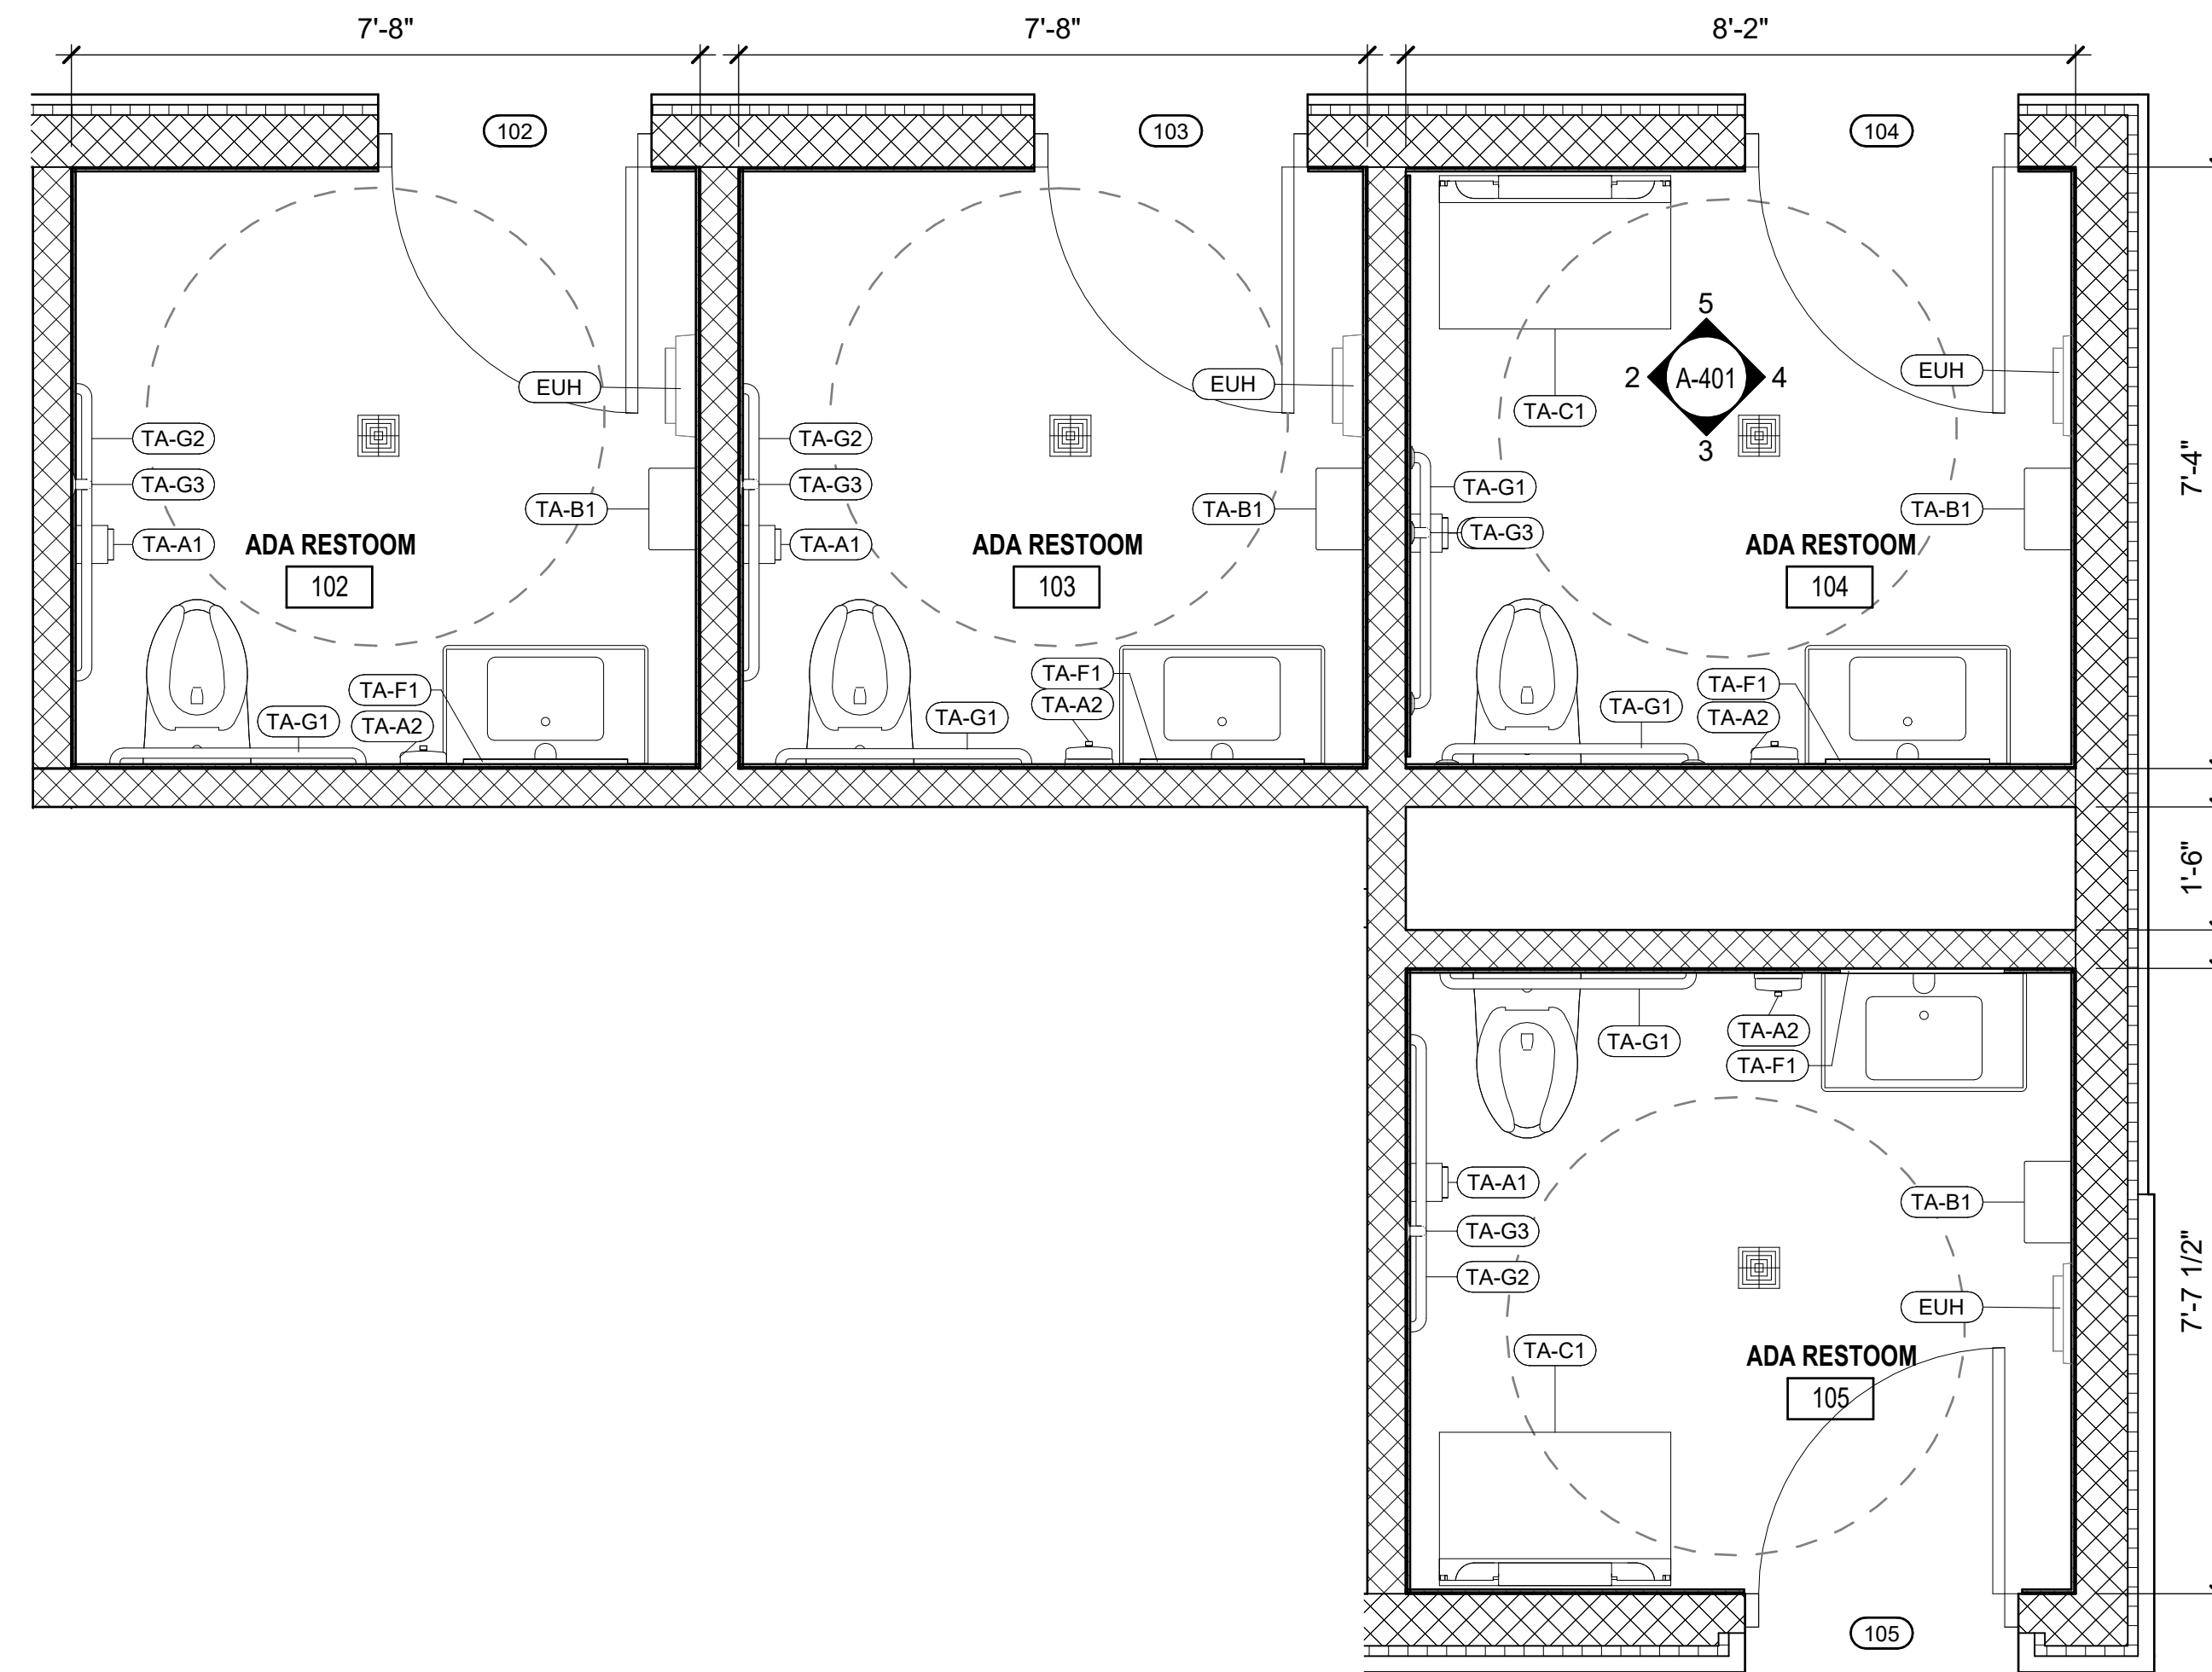 7'-8"
7'-8"
8'-2"
102
103
104
5
EUH
EUH
EUH
2
A-401
4
TA-C1
3
TA-G2
TA-G2
7'-4"
TA-G3
TA-G3
TA-G1
TA-B1
TA-B1
TA-B1
TA-G3
TA-A1
TA-A1
ADA RESTOOM
102
ADA RESTOOM
103
ADA RESTOOM
104
TA-F1
TA-F1
TA-F1
TA-G1
TA-A2
TA-G1
TA-A2
TA-G1
TA-A2
1'-6"
TA-G1
TA-A2
TA-F1
TA-A1
TA-B1
TA-G3
TA-G2
EUH
7'-7 1/2"
TA-C1
ADA RESTOOM
105
105